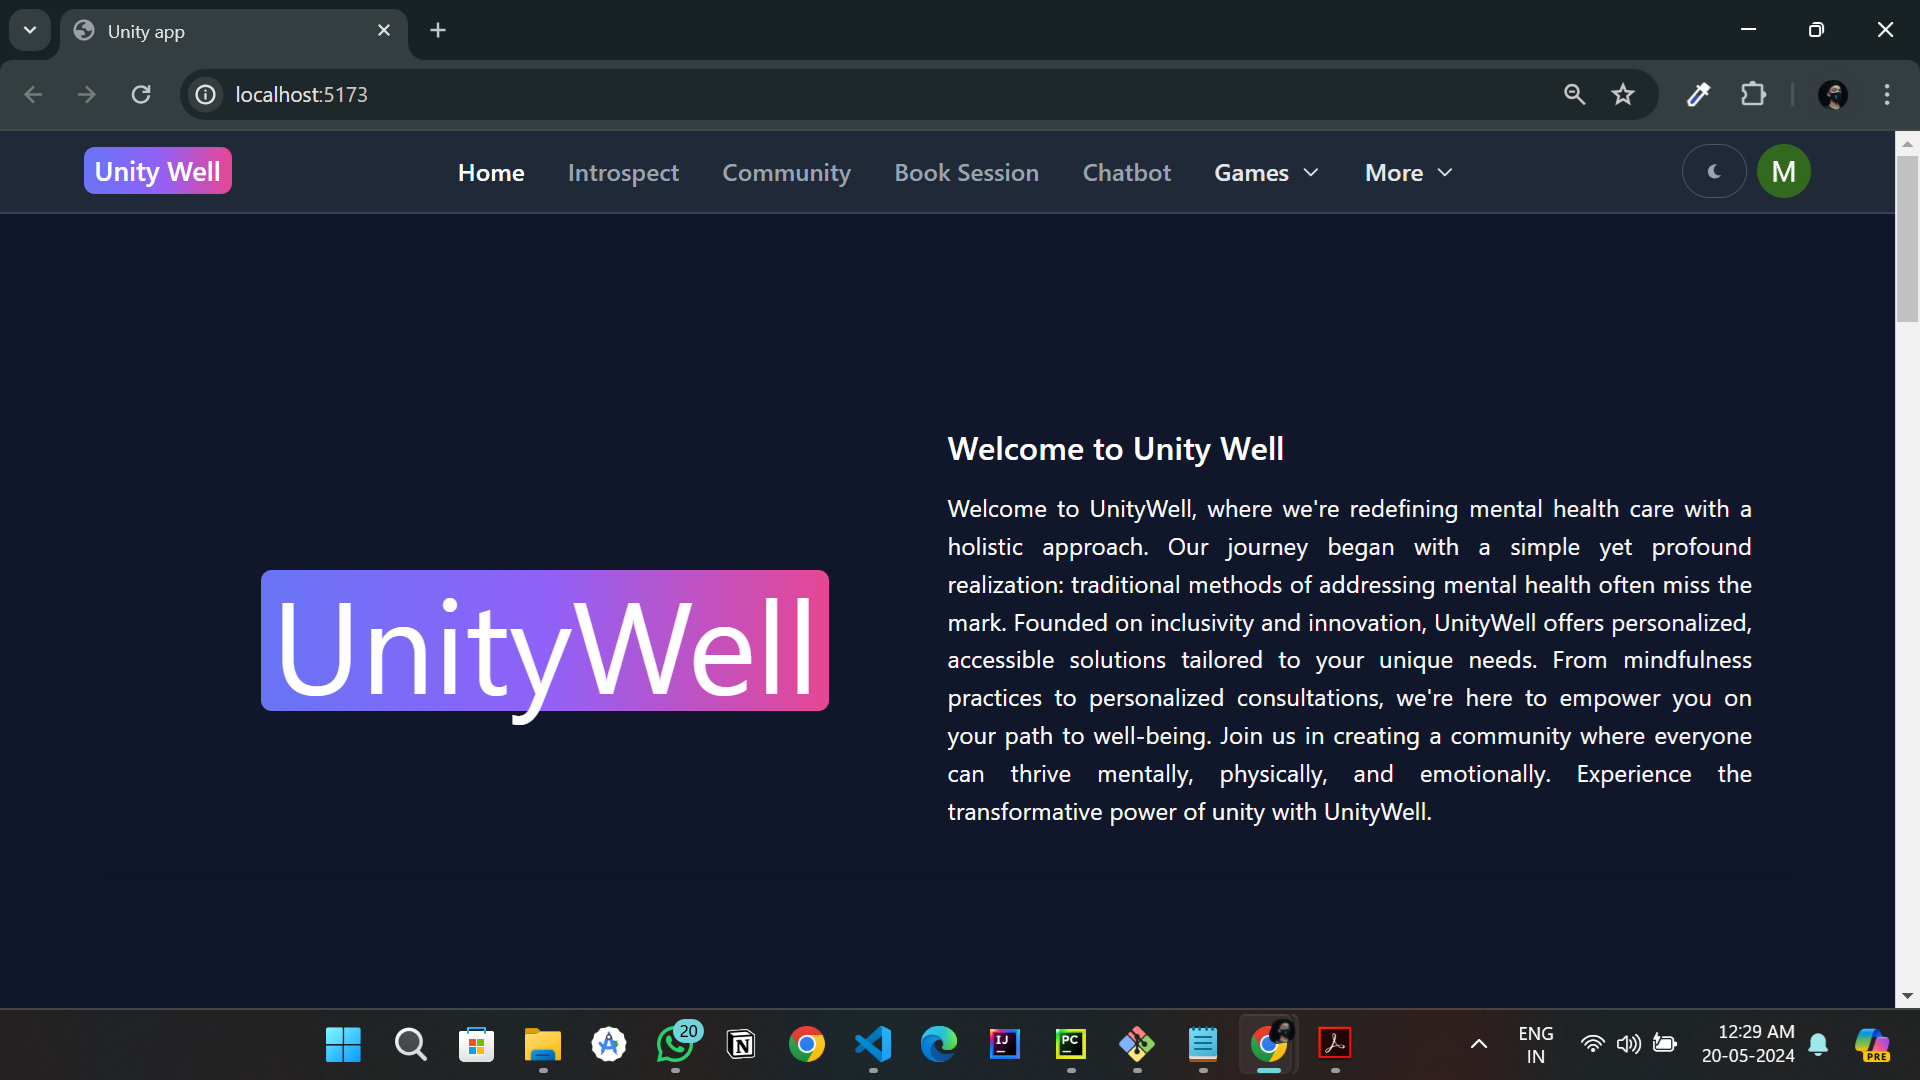 Unity app
localhost:5173
Unity Well
Home Introspect Community Book Session Chatbot Games More
M
Welcome to Unity Well
Welcome to UnityWell, where we're redefining mental health care with a
holistic approach. Our journey began with a simple yet profound
realization: traditional methods of addressing mental health often miss the
mark. Founded on inclusivity and innovation, UnityWell offers personalized,
accessible solutions tailored to your unique needs. From mindfulness
practices to personalized consultations, we're here to empower you on
your path to well-being. Join us in creating a community where everyone
can thrive mentally, physically, and emotionally. Experience the
transformative power of unity with UnityWell.
UnityWell
20
N
IJ
PC
ENG
IN
12:29 AM
20-05-2024
PRE